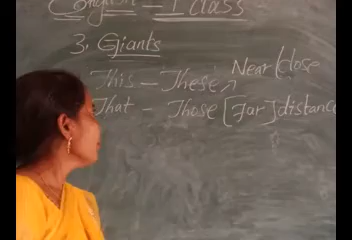 English — I Class
3. Giants
This — These, Near/close
That — Those [Far] distance